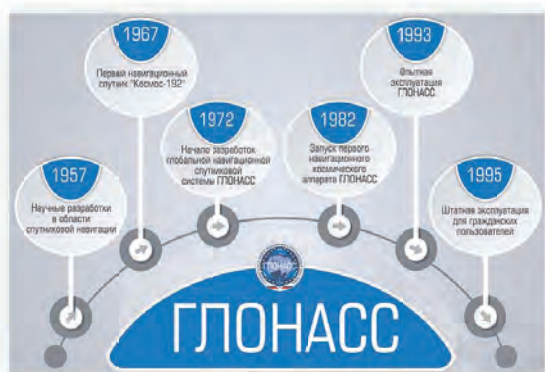 1957
Научные разработки
в области
спутниковой навигации
1967
Первый навигационный
спутник "Космос-192"
1972
Начало разработок
глобальной навигационной
спутниковой
системы ГЛОНАСС
1982
Запуск первого
навигационного
космического
аппарата ГЛОНАСС
1993
Опытная
эксплуатация
ГЛОНАСС
1995
Штатная эксплуатация
для гражданских
пользователей
ГЛОНАСС
ГЛОНАСС